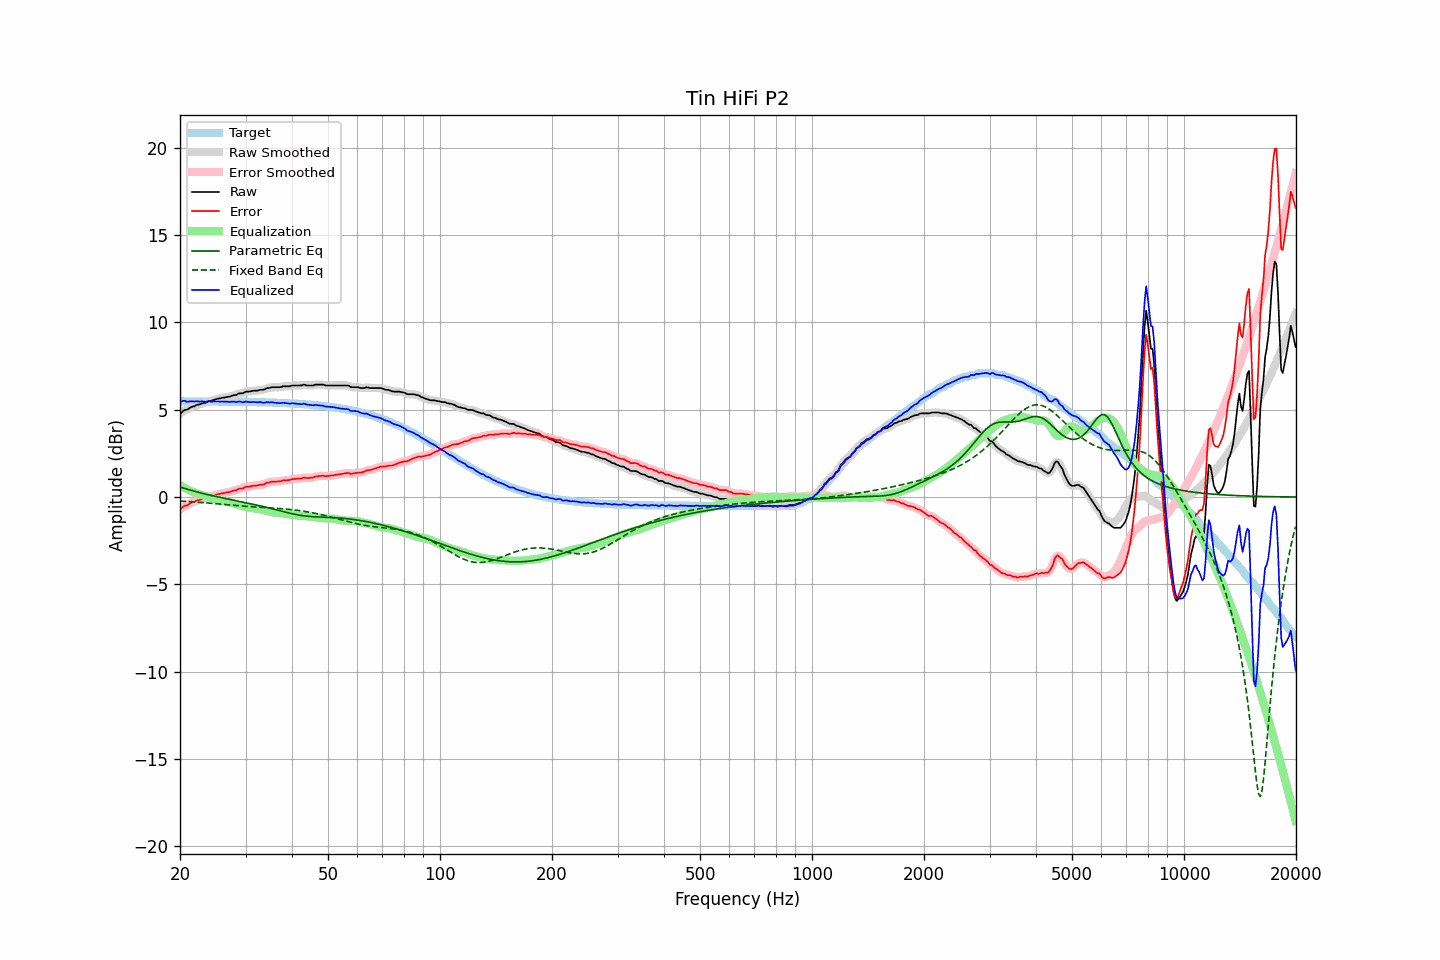 Tin HiFi P2
Target
Raw Smoothed
Error Smoothed
Raw
Error
Equalization
Parametric Eq
Fixed Band Eq
Equalized
20
15
10
5
0
−5
−10
−15
−20
Amplitude (dBr)
20 50 100 200 500 1000 2000 5000 10000 20000
Frequency (Hz)